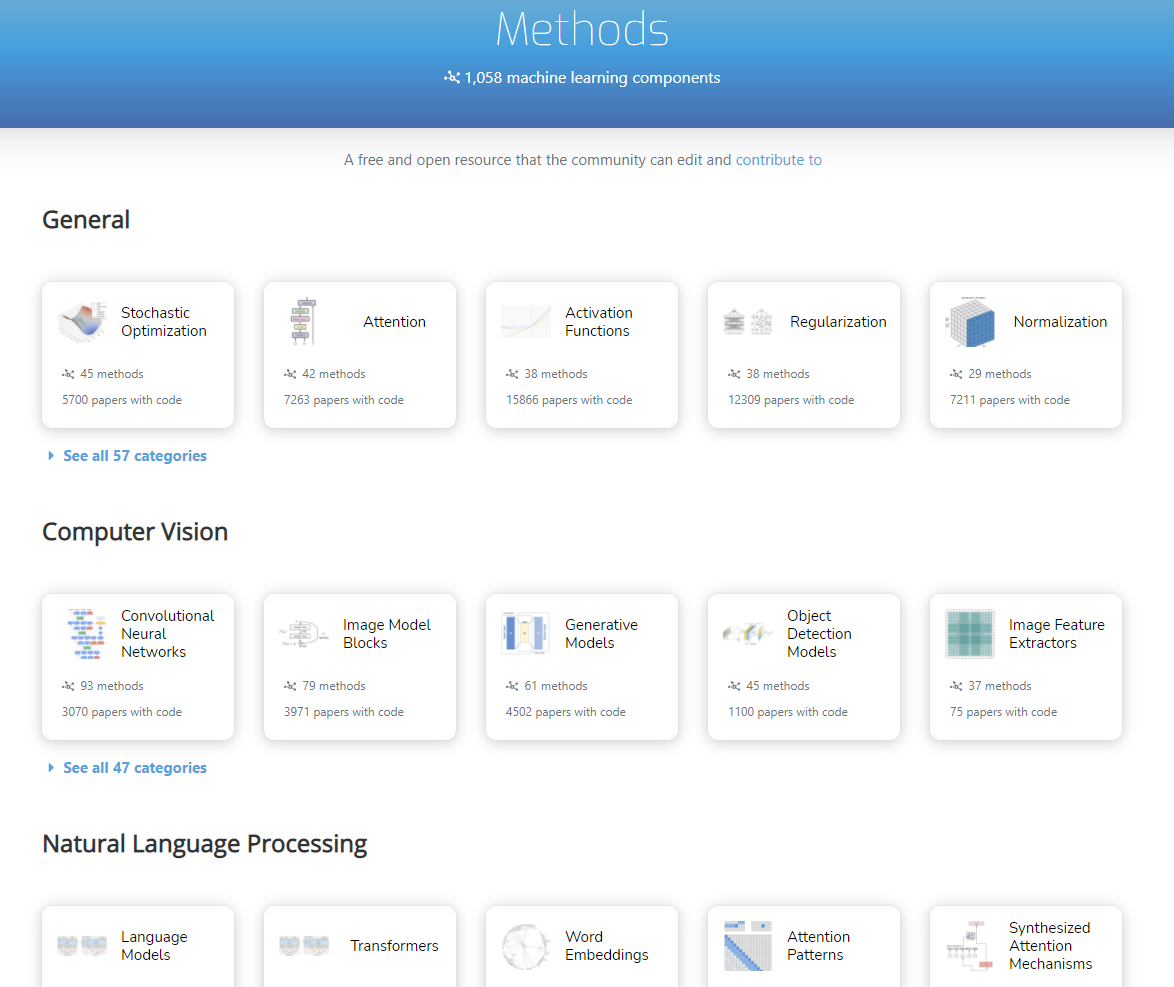 Methods
1,058 machine learning components
A free and open resource that the community can edit and contribute to
General
Stochastic
Optimization
45 methods
5700 papers with code
Attention
42 methods
7263 papers with code
Activation
Functions
38 methods
15866 papers with code
Regularization
38 methods
12309 papers with code
Normalization
29 methods
7211 papers with code
See all 57 categories
Computer Vision
Convolutional
Neural
Networks
93 methods
3070 papers with code
Image Model
Blocks
79 methods
3971 papers with code
Generative
Models
61 methods
4502 papers with code
Object
Detection
Models
45 methods
1100 papers with code
Image Feature
Extractors
37 methods
75 papers with code
See all 47 categories
Natural Language Processing
Language
Models
Transformers
Word
Embeddings
Attention
Patterns
Synthesized
Attention
Mechanisms